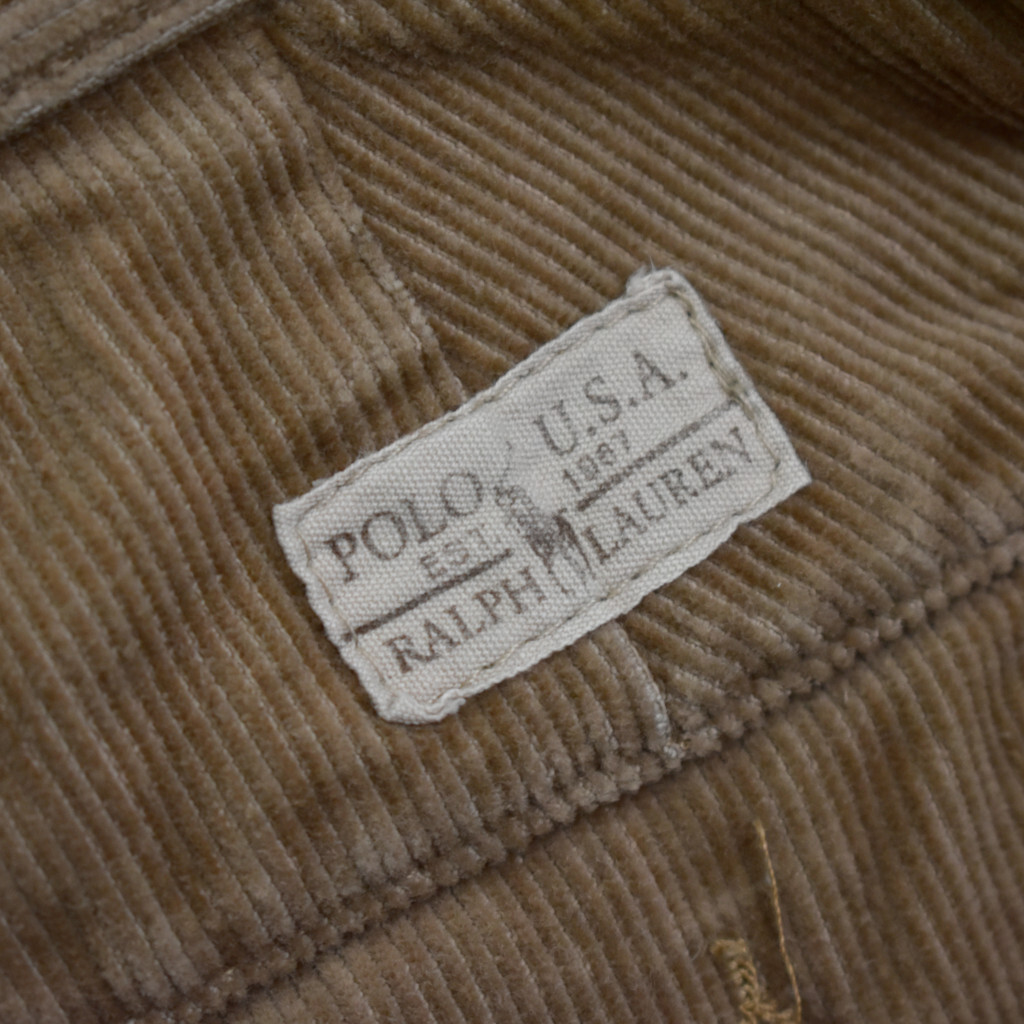 POLO U.S.A.
EST. 1967
RALPH LAUREN